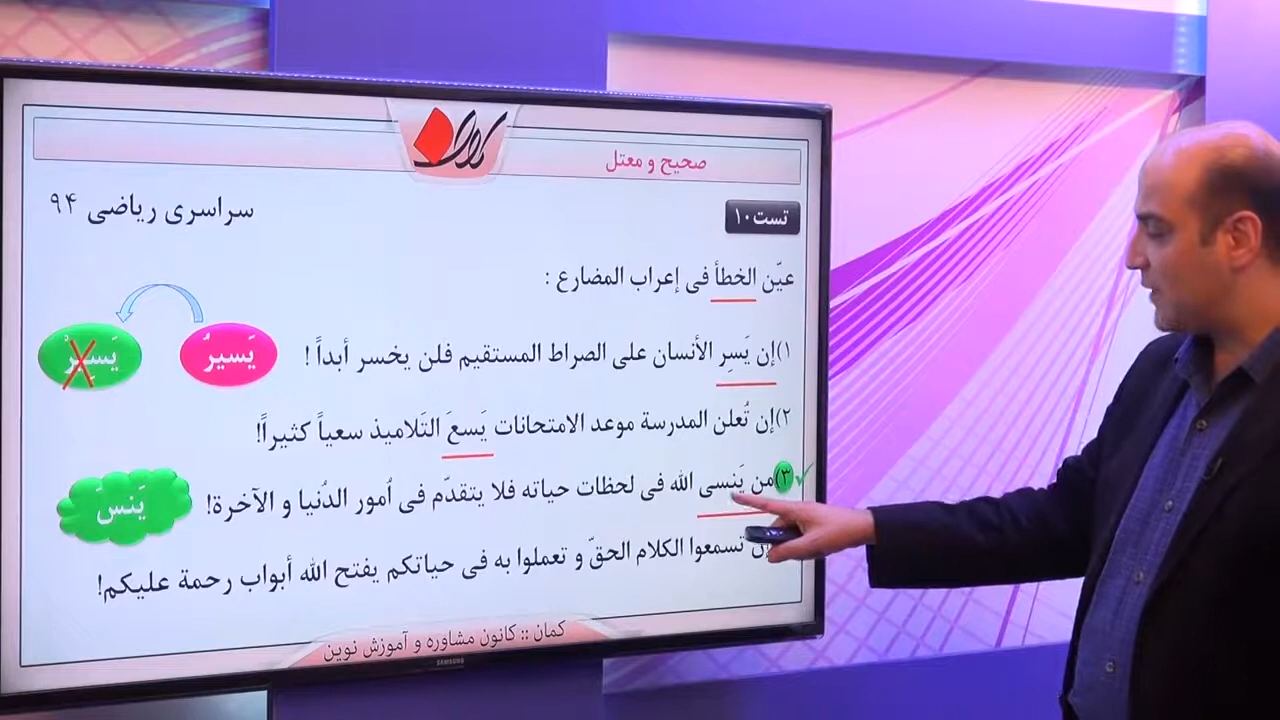 صحیح و معتل
تست۱۰
سراسری ریاضی ۹۴
عیّن الخطأ فی إعراب المضارع :
۱)إن یَسِرِ الأنسان علی الصراط المستقیم فلن یخسر أبداً !
یَسیرُ
یَسیرْ
۲)إن تُعلن المدرسة موعد الامتحانات یَسعَ التَلامیذ سعیاً کثیراً!
۳)من یَنسی الله فی لحظات حیاته فلا یتقدّم فی اُمور الدُنیا و الآخرة!
یَنسَ
إن تسمعوا الکلام الحقّ و تعملوا به فی حیاتکم یفتح الله أبواب رحمة علیکم!
کمان :: کانون مشاوره و آموزش نوین
SAMSUNG